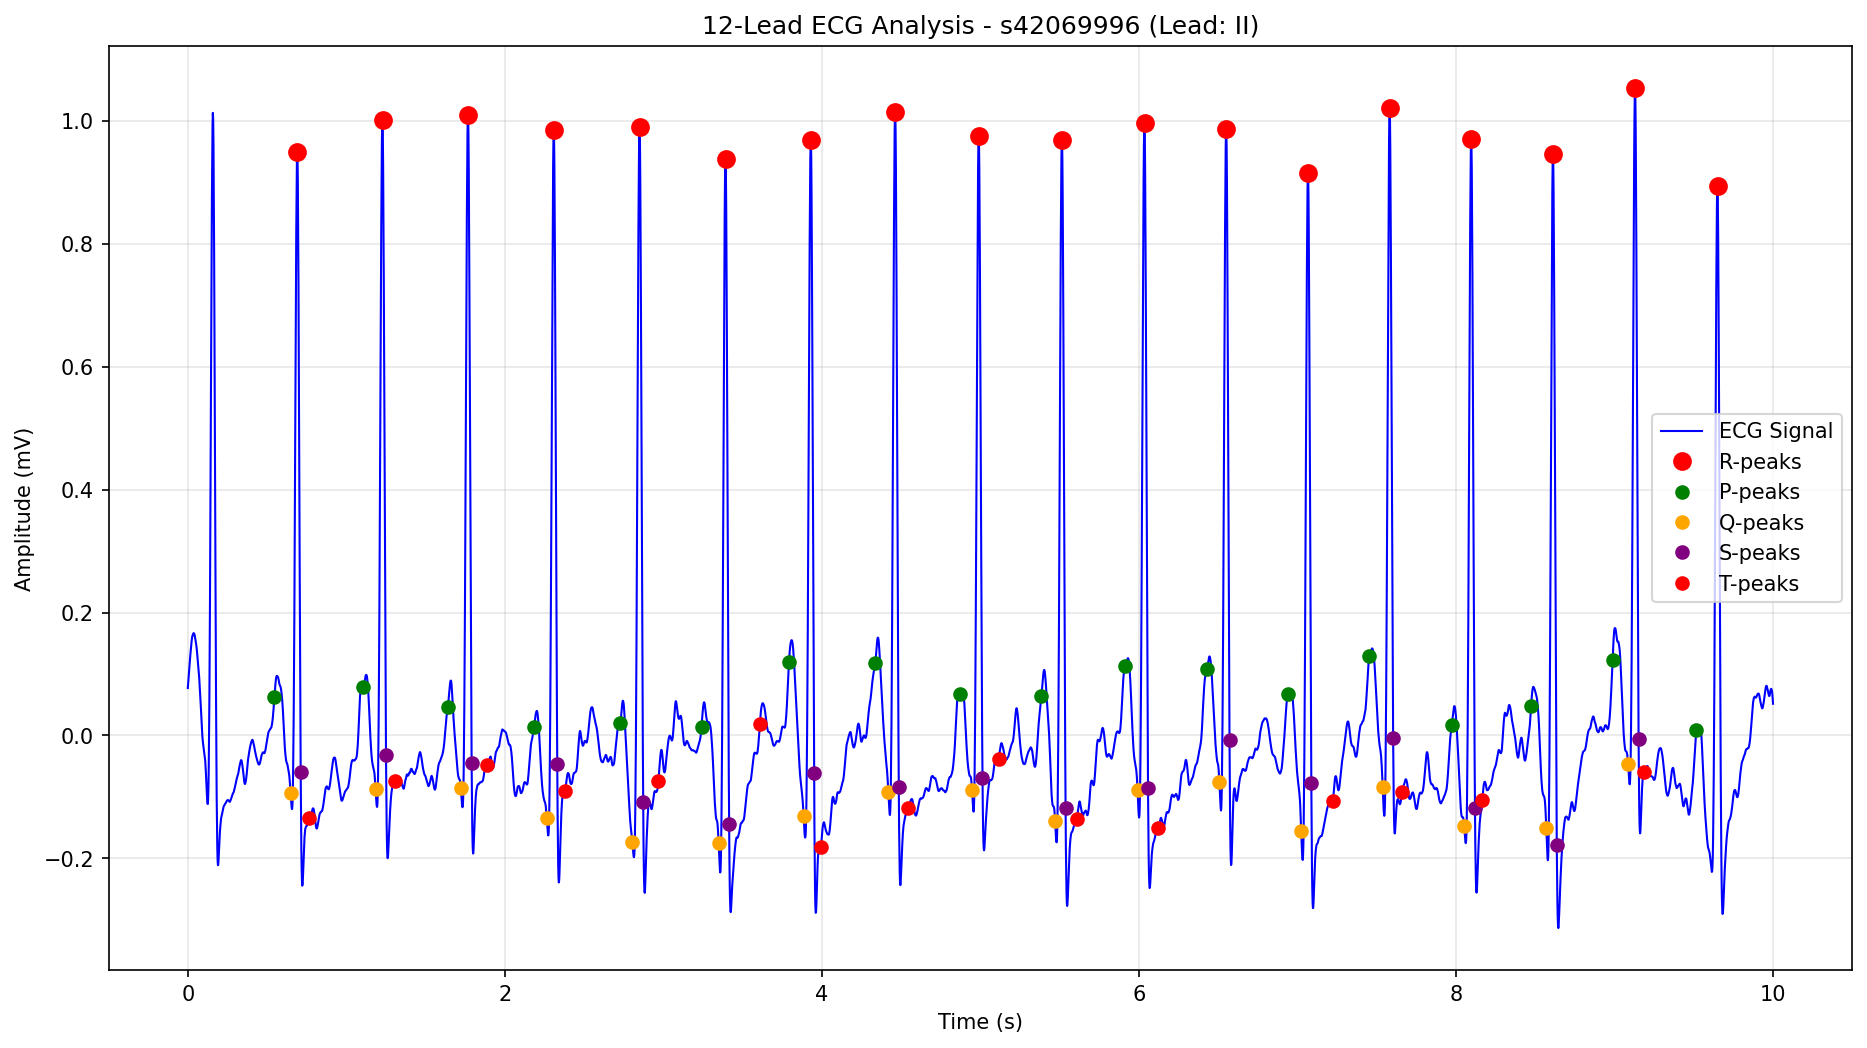 12-Lead ECG Analysis - s42069996 (Lead: II)
Amplitude (mV)
1.0
0.8
0.6
0.4
0.2
0.0
−0.2
ECG Signal
R-peaks
P-peaks
Q-peaks
S-peaks
T-peaks
0 2 4 6 8 10
Time (s)